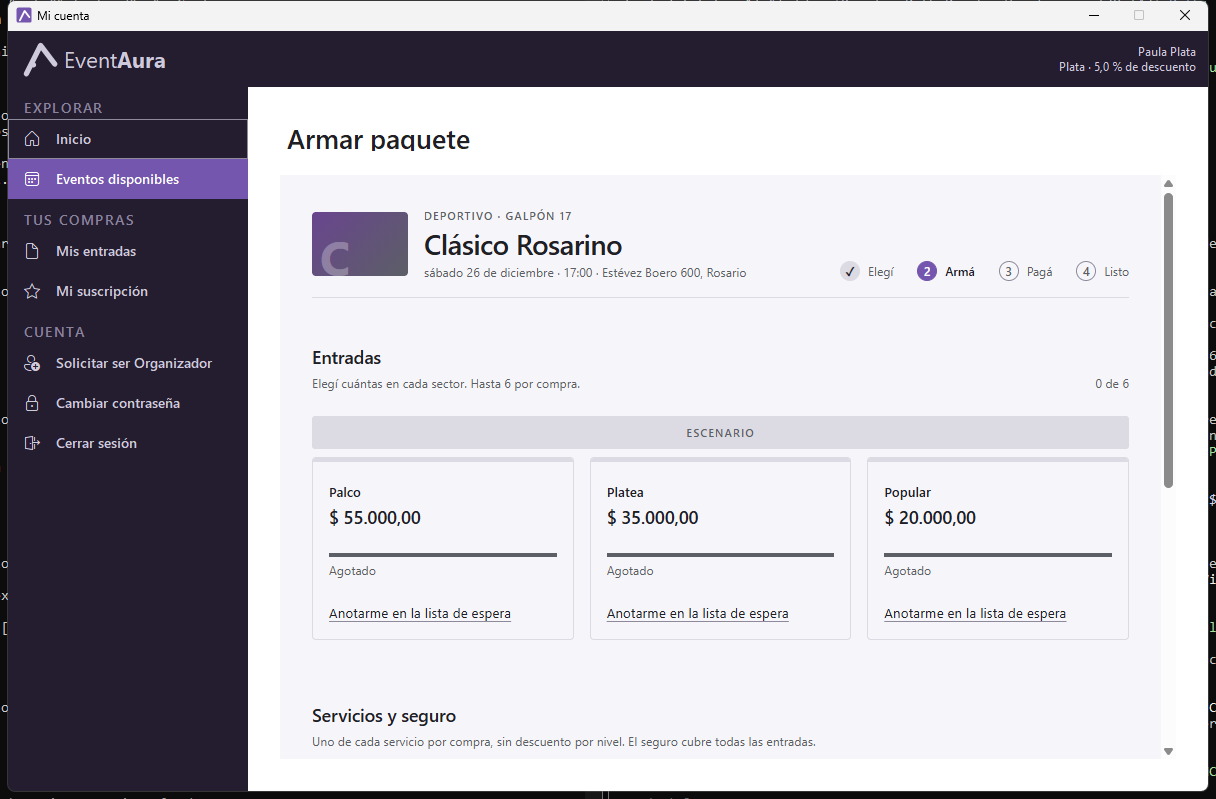 Mi cuenta
EventAura
Paula Plata
Plata · 5,0 % de descuento
EXPLORAR
Inicio
Eventos disponibles
TUS COMPRAS
Mis entradas
Mi suscripción
CUENTA
Solicitar ser Organizador
Cambiar contraseña
Cerrar sesión
Armar paquete
C
DEPORTIVO · GALPÓN 17
Clásico Rosarino
sábado 26 de diciembre · 17:00 · Estévez Boero 600, Rosario
✓ Elegí 2 Armá 3 Pagá 4 Listo
Entradas
Elegí cuántas en cada sector. Hasta 6 por compra.
0 de 6
ESCENARIO
Palco
$ 55.000,00
Agotado
Anotarme en la lista de espera
Platea
$ 35.000,00
Agotado
Anotarme en la lista de espera
Popular
$ 20.000,00
Agotado
Anotarme en la lista de espera
Servicios y seguro
Uno de cada servicio por compra, sin descuento por nivel. El seguro cubre todas las entradas.